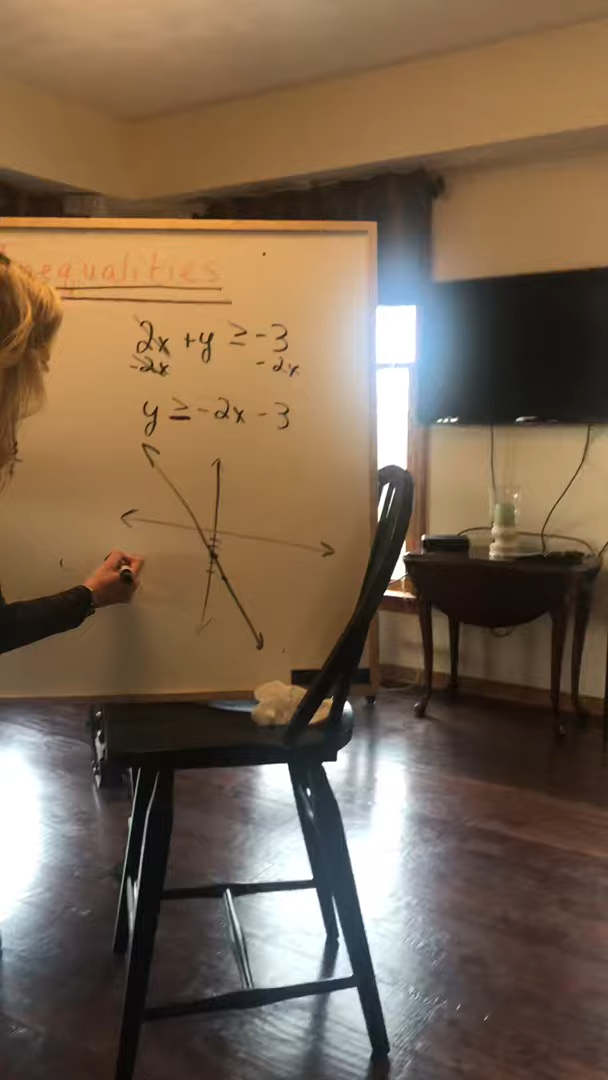 Inequalities
2x + y ≥ -3
-2x -2x
y ≥ -2x - 3